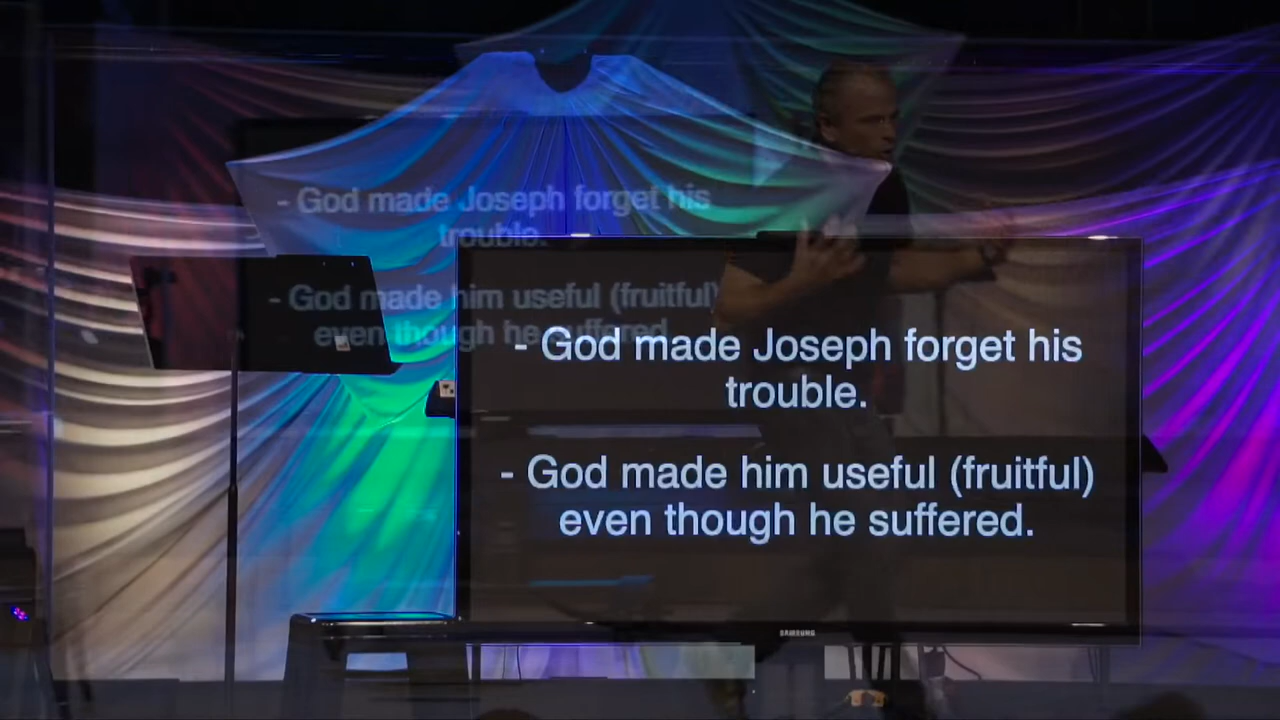 - God made Joseph forget his
trouble.
- God made him useful (fruitful)
even though he suffered.
- God made Joseph forget his
trouble.
- God made him useful (fruitful)
even though he suffered.
SAMSUNG